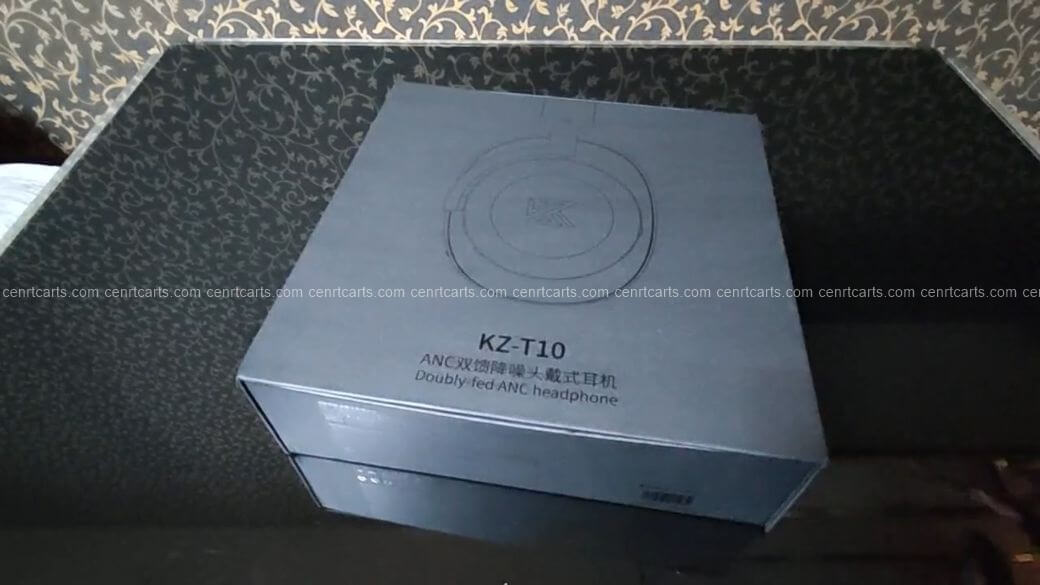 cenrtcarts.com cenrtcarts.com cenrtcarts.com cenrtcarts.com cenrtcarts.com cenrtcarts.com cenrtcarts.com cenrtcarts.com cenrtcarts.com cenrtcarts.com cen
KZ-T10
ANC双馈降噪头戴式耳机
Doubly-fed ANC headphone